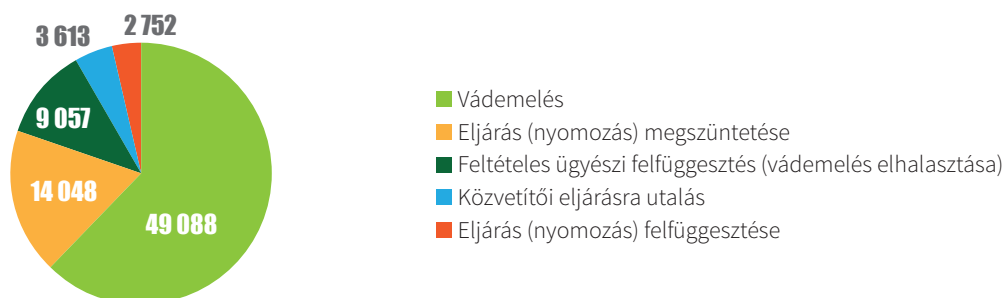 3 613
2 752
9 057
14 048
49 088
Vádemelés
Eljárás (nyomozás) megszüntetése
Feltételes ügyészi felfüggesztés (vádemelés elhalasztása)
Közvetítői eljárásra utalás
Eljárás (nyomozás) felfüggesztése